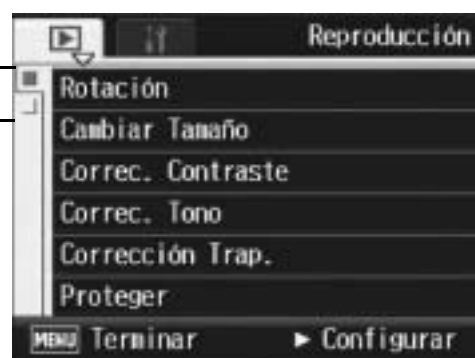 Reproducción
Rotación
Cambiar Tamaño
Correc. Contraste
Correc. Tono
Corrección Trap.
Proteger
MENU Terminar ► Configurar